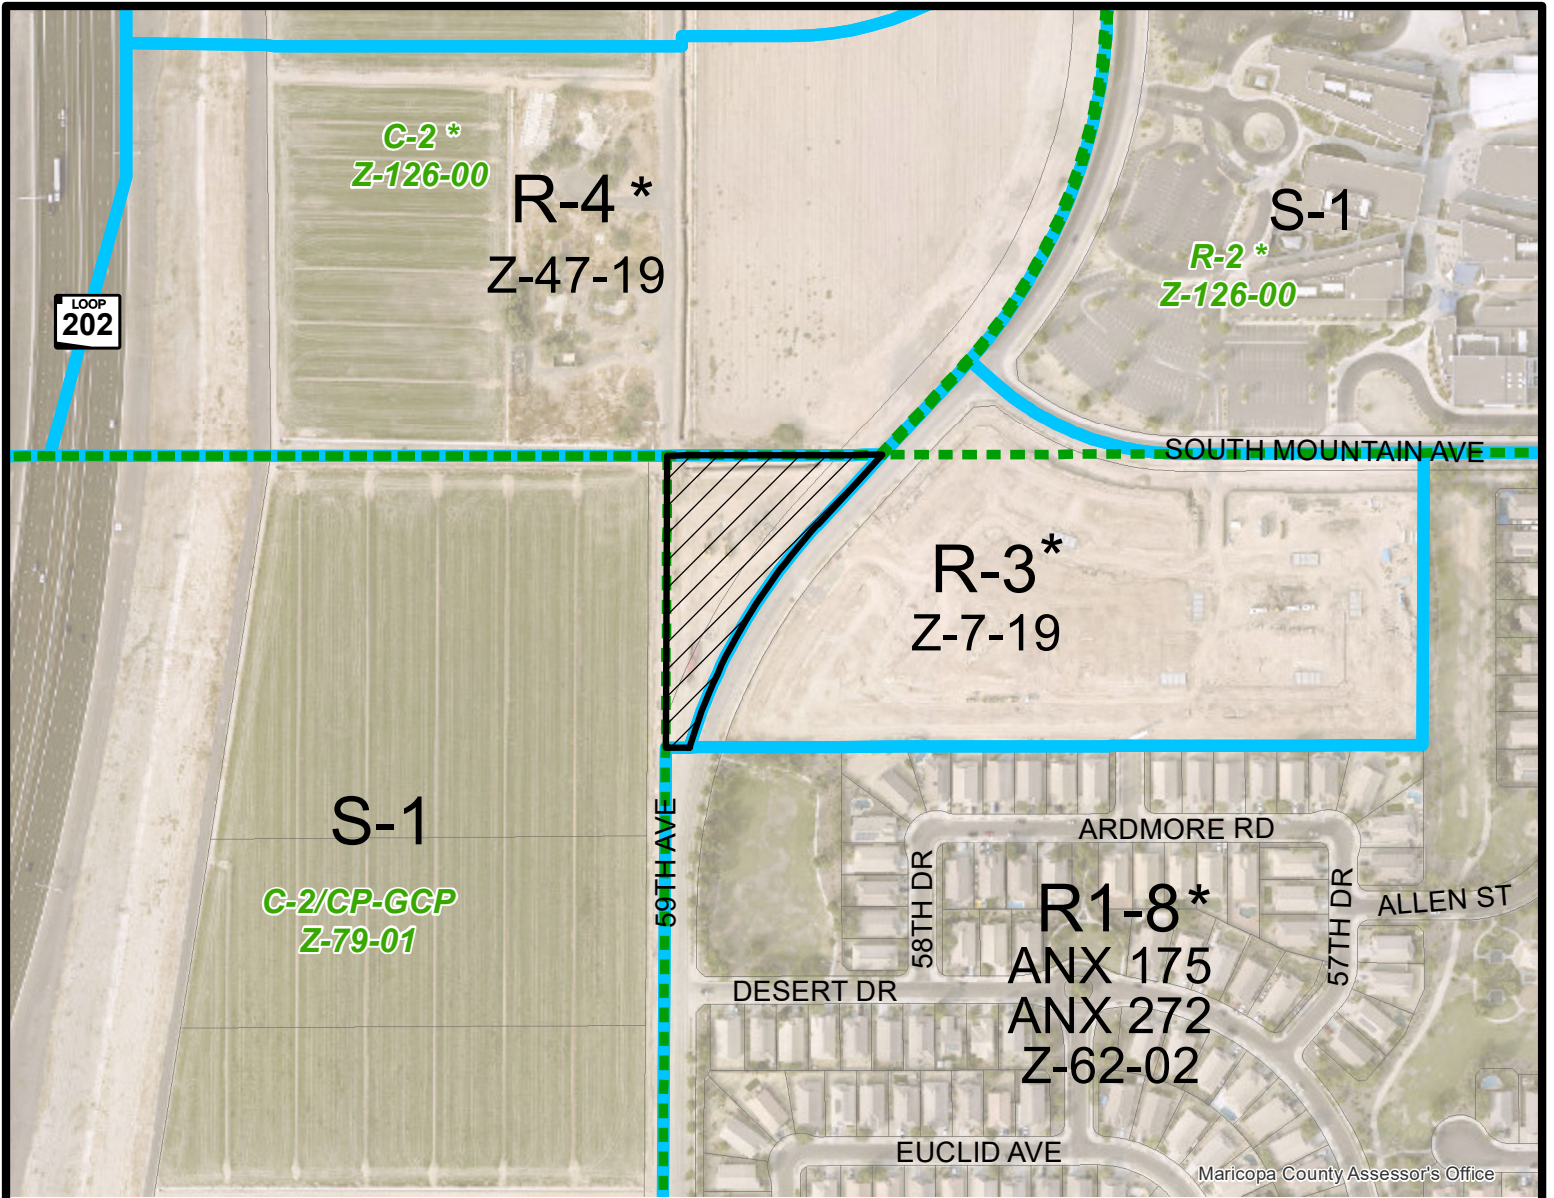 C-2 *
Z-126-00
R-4 *
Z-47-19
S-1
R-2 *
Z-126-00
LOOP
202
SOUTH MOUNTAIN AVE
R-3*
Z-7-19
S-1
C-2/CP-GCP
Z-79-01
59TH AVE
ARDMORE RD
58TH DR
57TH DR
R1-8*
ANX 175
ANX 272
Z-62-02
ALLEN ST
DESERT DR
EUCLID AVE
Maricopa County Assessor's Office